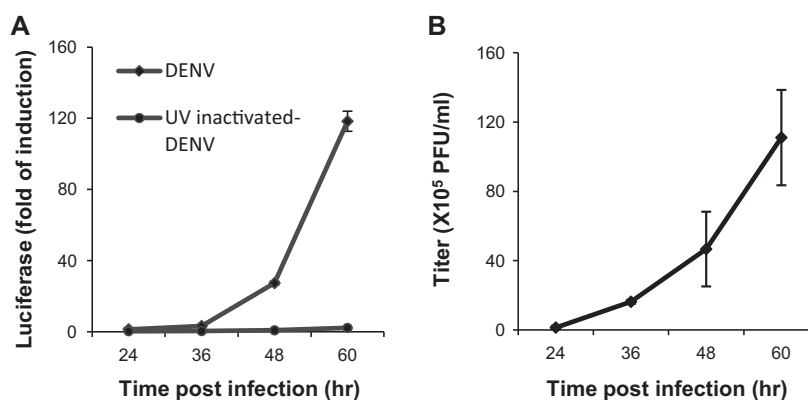 A
Luciferase (fold of induction)
160
120
80
40
0
DENV
UV inactivated-
DENV
24 36 48 60
Time post infection (hr)
B
Titer (X10⁵ PFU/ml)
160
120
80
40
0
24 36 48 60
Time post infection (hr)